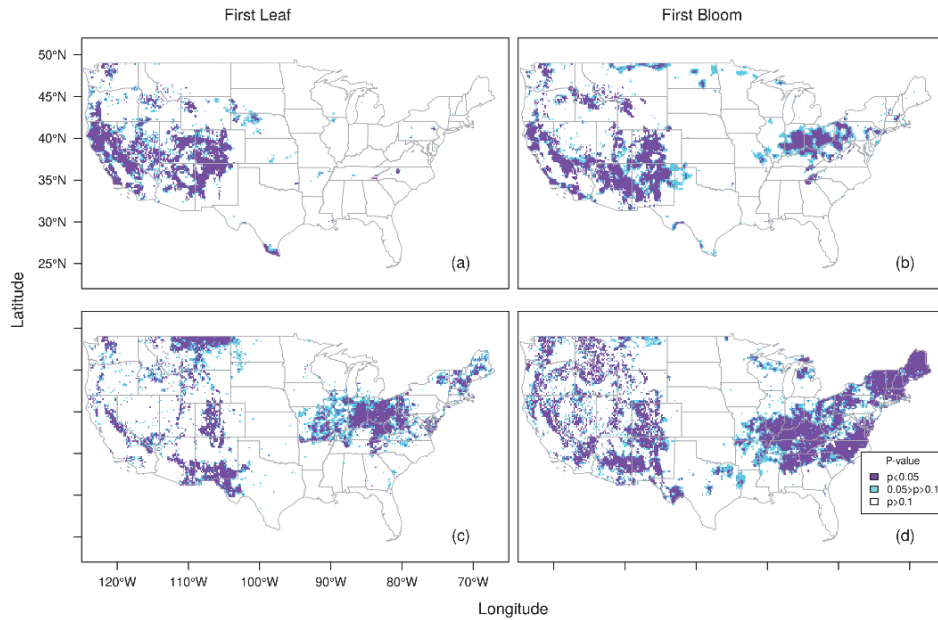 First Leaf
First Bloom
50°N
45°N
40°N
35°N
30°N
25°N
(a)
(b)
Latitude
(c)
(d)
P-value
p<0.05
0.05>p>0.1
p>0.1
120°W
110°W
100°W
90°W
80°W
70°W
Longitude